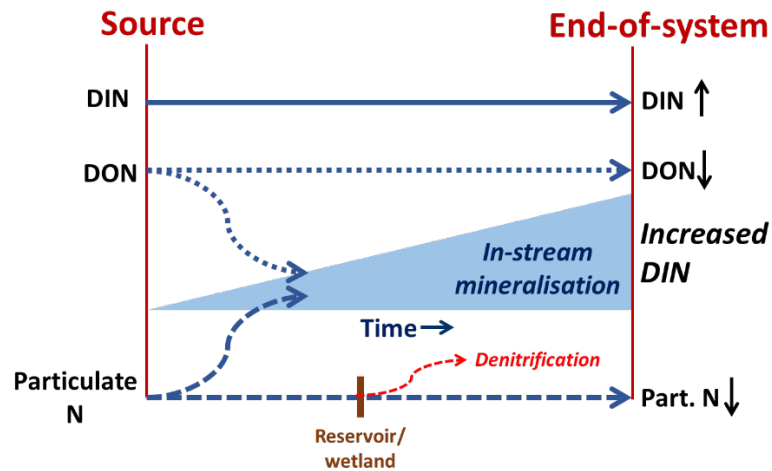 Source
End-of-system
DIN
DIN ↑
DON
DON ↓
In-stream
mineralisation
Increased
DIN
Time →
Denitrification
Particulate
N
Part. N ↓
Reservoir/
wetland